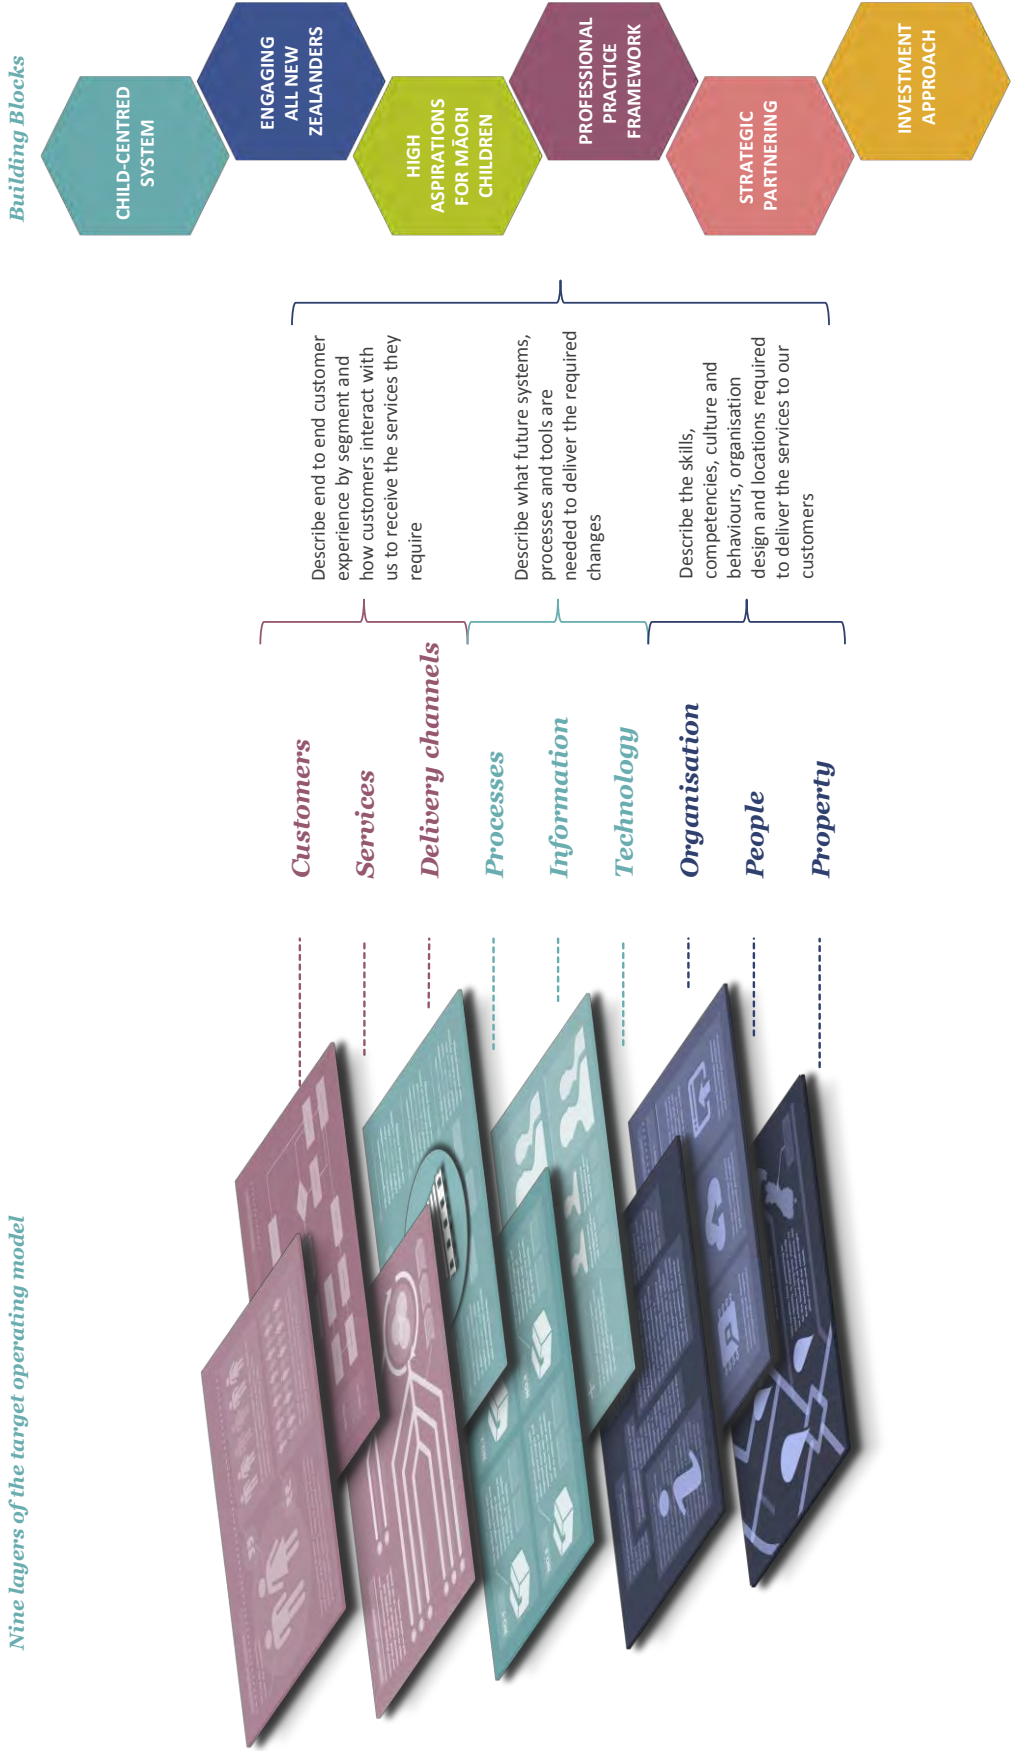 Nine layers of the target operating model
Building Blocks
Customers
Services
Delivery channels
Processes
Information
Technology
Organisation
People
Property
Describe end to end customer
experience by segment and
how customers interact with
us to receive the services they
require
Describe what future systems,
processes and tools are
needed to deliver the required
changes
Describe the skills,
competencies, culture and
behaviours, organisation
design and locations required
to deliver the services to our
customers
CHILD-CENTRED
SYSTEM
ENGAGING
ALL NEW
ZEALANDERS
HIGH
ASPIRATIONS
FOR MĀORI
CHILDREN
PROFESSIONAL
PRACTICE
FRAMEWORK
STRATEGIC
PARTNERING
INVESTMENT
APPROACH